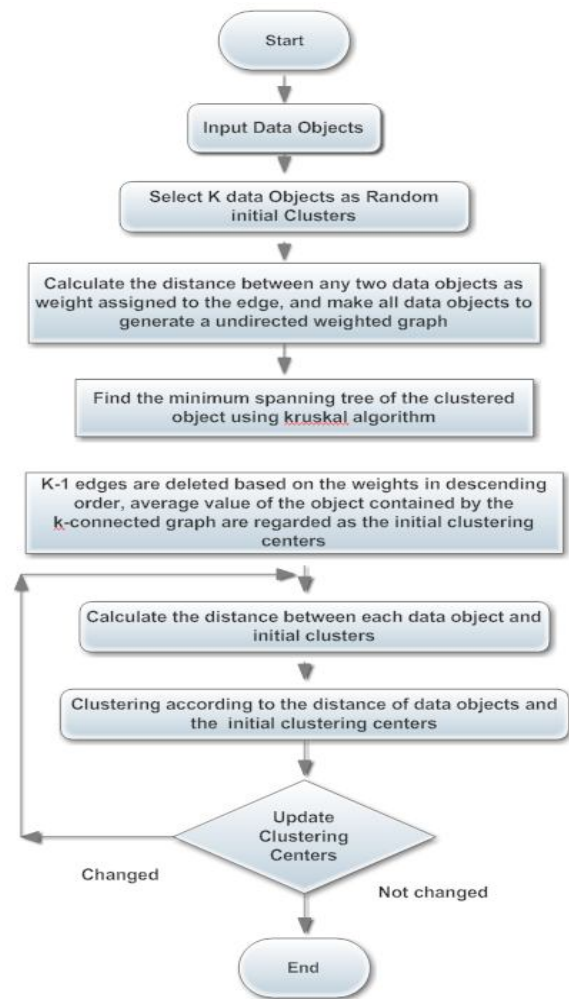 Start
Input Data Objects
Select K data Objects as Random
initial Clusters
Calculate the distance between any two data objects as
weight assigned to the edge, and make all data objects to
generate a undirected weighted graph
Find the minimum spanning tree of the clustered
object using kruskal algorithm
K-1 edges are deleted based on the weights in descending
order, average value of the object contained by the
k-connected graph are regarded as the initial clustering
centers
Calculate the distance between each data object and
initial clusters
Clustering according to the distance of data objects and
the initial clustering centers
Update
Clustering
Centers
Changed
Not changed
End